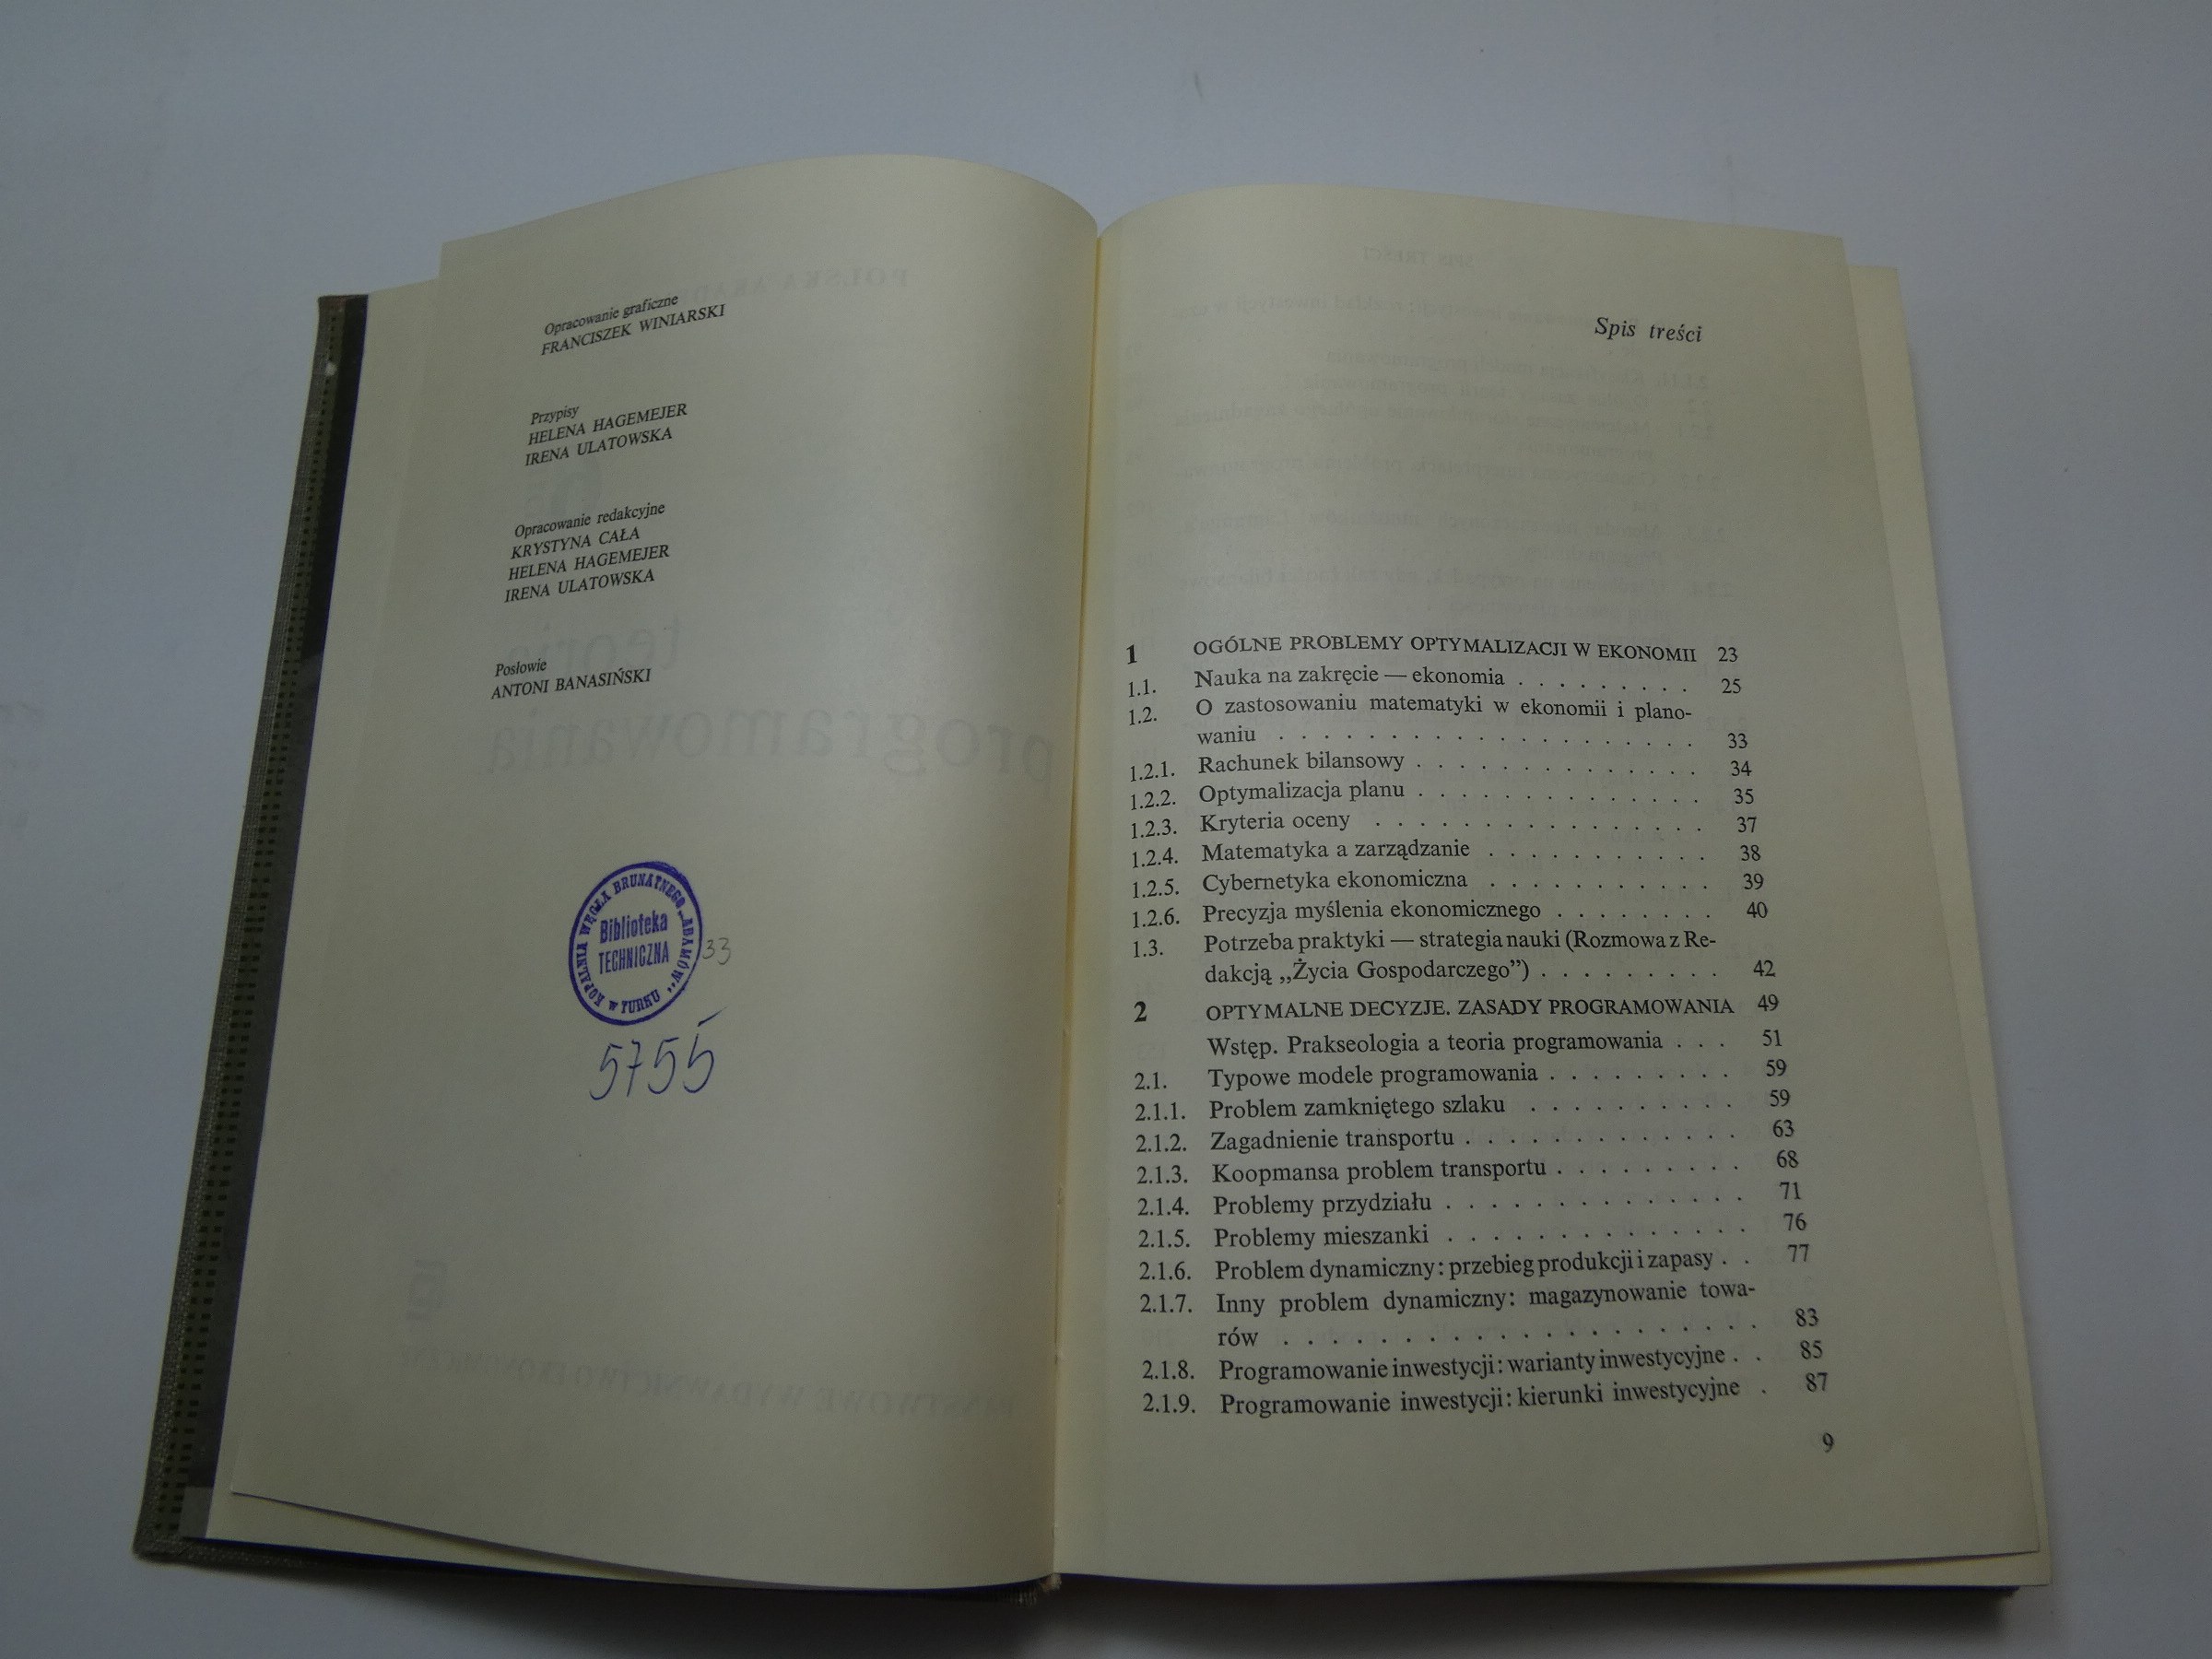 Opracowanie graficzne
FRANCISZEK WINIARSKI
Przypisy
HELENA HAGEMEJER
IRENA ULATOWSKA
Opracowanie redakcyjne
KRYSTYNA CAŁA
HELENA HAGEMEJER
IRENA ULATOWSKA
Posłowie
ANTONI BANASIŃSKI
KOPALNIA WĘGLA BRUNATNEGO „ADAMÓW” w TURKU
Biblioteka
TECHNICZNA
33
5755
Spis treści
1 OGÓLNE PROBLEMY OPTYMALIZACJI W EKONOMII 23
1.1. Nauka na zakręcie — ekonomia . . . . . . . . . 25
1.2. O zastosowaniu matematyki w ekonomii i plano-
waniu . . . . . . . . . . . . . . . . . . . 33
1.2.1. Rachunek bilansowy . . . . . . . . . . . . . 34
1.2.2. Optymalizacja planu . . . . . . . . . . . . . 35
1.2.3. Kryteria oceny . . . . . . . . . . . . . . . 37
1.2.4. Matematyka a zarządzanie . . . . . . . . . . . 38
1.2.5. Cybernetyka ekonomiczna . . . . . . . . . . . 39
1.2.6. Precyzja myślenia ekonomicznego . . . . . . . . 40
1.3. Potrzeba praktyki — strategia nauki (Rozmowa z Re-
dakcją „Życia Gospodarczego”) . . . . . . . . . 42
2 OPTYMALNE DECYZJE. ZASADY PROGRAMOWANIA 49
Wstęp. Prakseologia a teoria programowania . . . 51
2.1. Typowe modele programowania . . . . . . . . . 59
2.1.1. Problem zamkniętego szlaku . . . . . . . . . . 59
2.1.2. Zagadnienie transportu . . . . . . . . . . . . . 63
2.1.3. Koopmansa problem transportu . . . . . . . . . 68
2.1.4. Problemy przydziału . . . . . . . . . . . . . . 71
2.1.5. Problemy mieszanki . . . . . . . . . . . . . . 76
2.1.6. Problem dynamiczny: przebieg produkcji i zapasy . . 77
2.1.7. Inny problem dynamiczny: magazynowanie towa-
rów . . . . . . . . . . . . . . . . . . . . 83
2.1.8. Programowanie inwestycji: warianty inwestycyjne . . 85
2.1.9. Programowanie inwestycji: kierunki inwestycyjne . 87
9